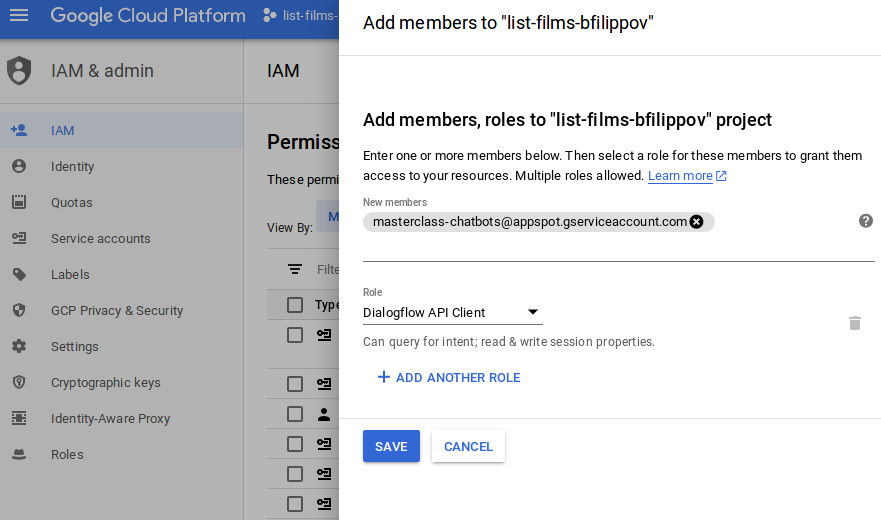 Google Cloud Platform
list-films-
IAM & admin
IAM
Identity
Quotas
Service accounts
Labels
GCP Privacy & Security
Settings
Cryptographic keys
Identity-Aware Proxy
Roles
IAM
Permiss
These permi
View By:
M
Filte
Type
Add members to "list-films-bfilippov"
Add members, roles to "list-films-bfilippov" project
Enter one or more members below. Then select a role for these members to grant them
access to your resources. Multiple roles allowed. Learn more
New members
masterclass-chatbots@appspot.gserviceaccount.com
Role
Dialogflow API Client
Can query for intent; read & write session properties.
ADD ANOTHER ROLE
SAVE
CANCEL